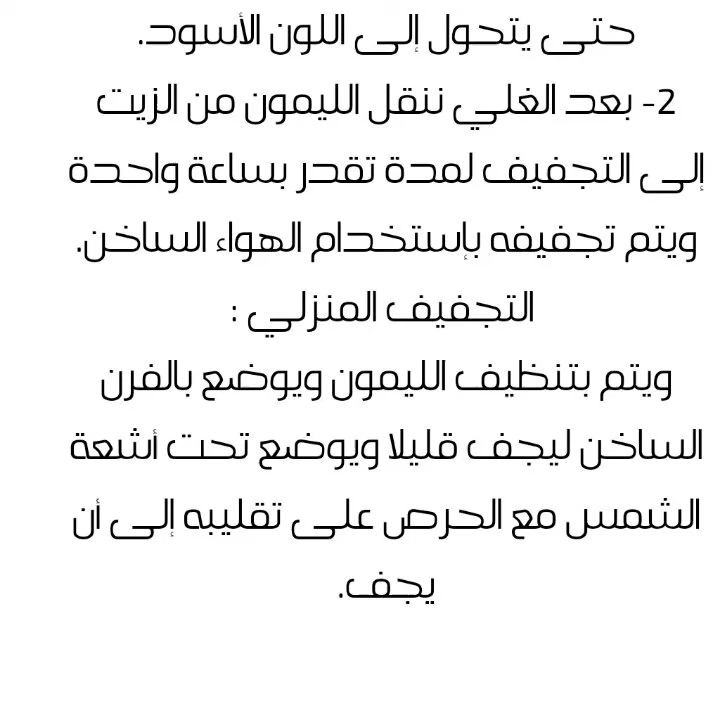 حتى يتحول إلى اللون الأسود.
2- بعد الغلي ننقل الليمون من الزيت
إلى التجفيف لمدة تقدر بساعة واحدة
ويتم تجفيفه بإستخدام الهواء الساخن.
التجفيف المنزلي :
ويتم بتنظيف الليمون ويوضع بالفرن
الساخن ليجف قليلا ويوضع تحت أشعة
الشمس مع الحرص على تقليبه إلى أن
يجف.